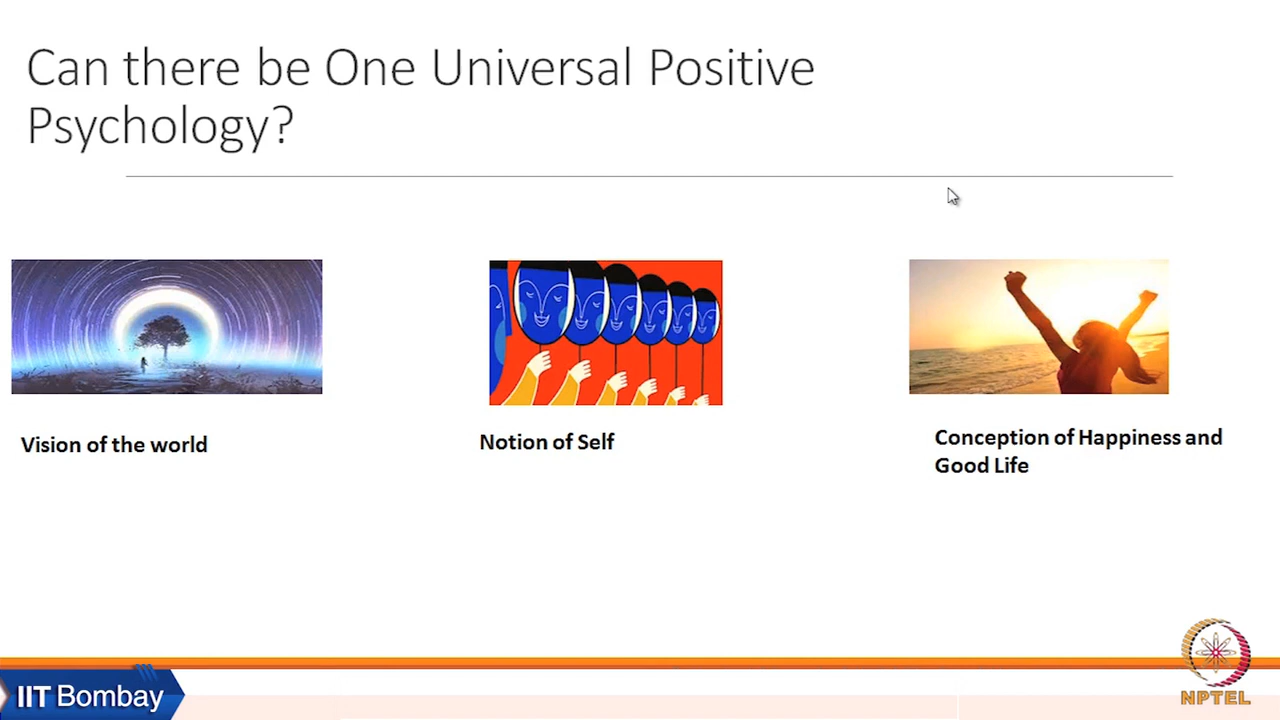 Can there be One Universal Positive
Psychology?
Vision of the world
Notion of Self
Conception of Happiness and
Good Life
IIT Bombay
NPTEL